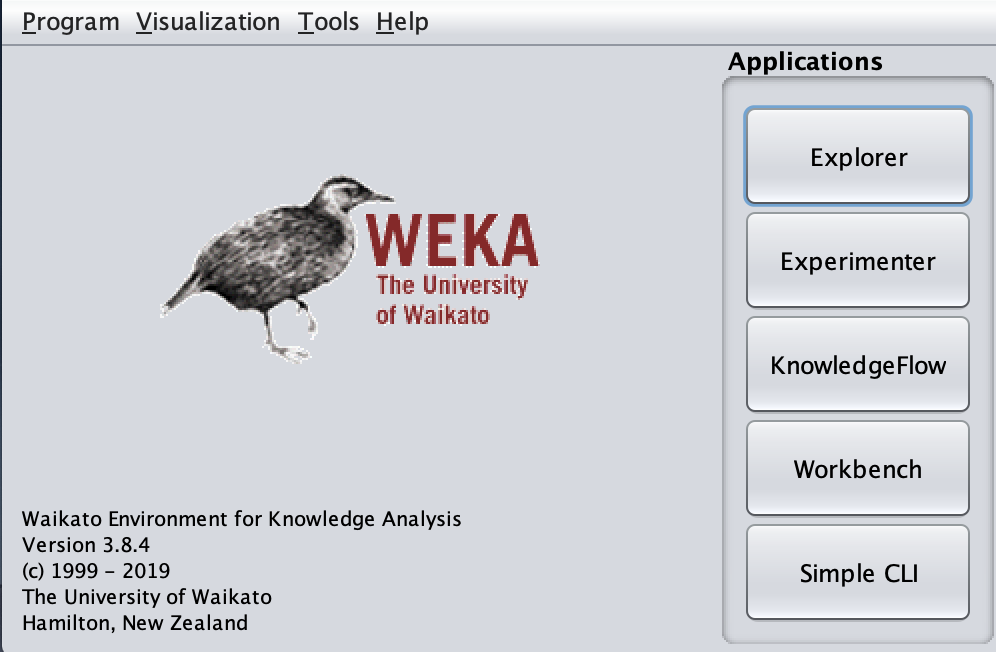 Program Visualization Tools Help
Applications
Explorer
Experimenter
KnowledgeFlow
Workbench
Simple CLI
WEKA
The University
of Waikato
Waikato Environment for Knowledge Analysis
Version 3.8.4
(c) 1999 - 2019
The University of Waikato
Hamilton, New Zealand